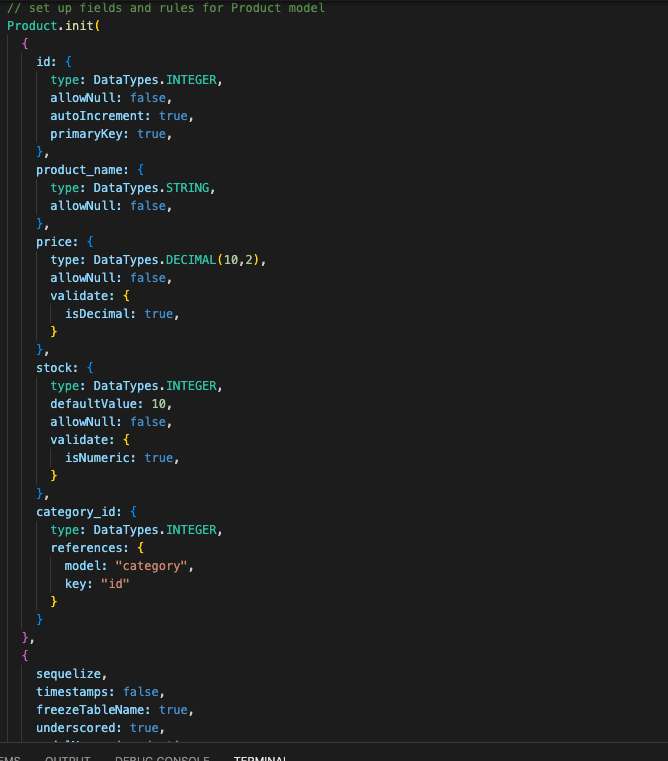 // set up fields and rules for Product model
Product.init(
  {
    id: {
      type: DataTypes.INTEGER,
      allowNull: false,
      autoIncrement: true,
      primaryKey: true,
    },
    product_name: {
      type: DataTypes.STRING,
      allowNull: false,
    },
    price: {
      type: DataTypes.DECIMAL(10,2),
      allowNull: false,
      validate: {
        isDecimal: true,
      }
    },
    stock: {
      type: DataTypes.INTEGER,
      defaultValue: 10,
      allowNull: false,
      validate: {
        isNumeric: true,
      }
    },
    category_id: {
      type: DataTypes.INTEGER,
      references: {
        model: "category",
        key: "id"
      }
    }
  },
  {
    sequelize,
    timestamps: false,
    freezeTableName: true,
    underscored: true,
OUTPUT DEBUG CONSOLE TERMINAL